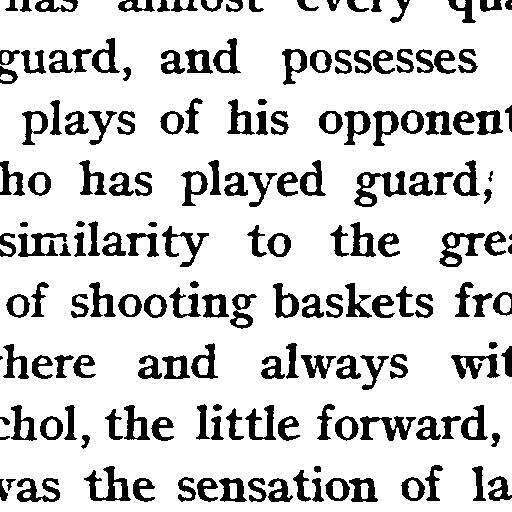 has almost every qua
guard, and possesses
plays of his opponent
ho has played guard,
similarity to the grea
of shooting baskets fro
here and always wit
chol, the little forward,
was the sensation of la